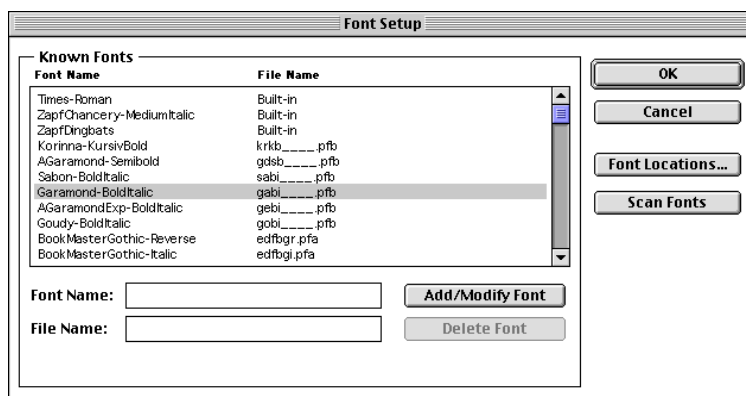 Font Setup
Known Fonts
Font Name File Name
Times-Roman Built-in
ZapfChancery-MediumItalic Built-in
ZapfDingbats Built-in
Korinna-KursivBold krkb____.pfb
AGaramond-Semibold gdsb____.pfb
Sabon-BoldItalic sabi____.pfb
Garamond-BoldItalic gabi____.pfb
AGaramondExp-BoldItalic gebi____.pfb
Goudy-BoldItalic gobi____.pfb
BookMasterGothic-Reverse edfbgr.pfa
BookMasterGothic-Italic edfbgi.pfa
Font Name: Add/Modify Font
File Name: Delete Font
OK
Cancel
Font Locations...
Scan Fonts